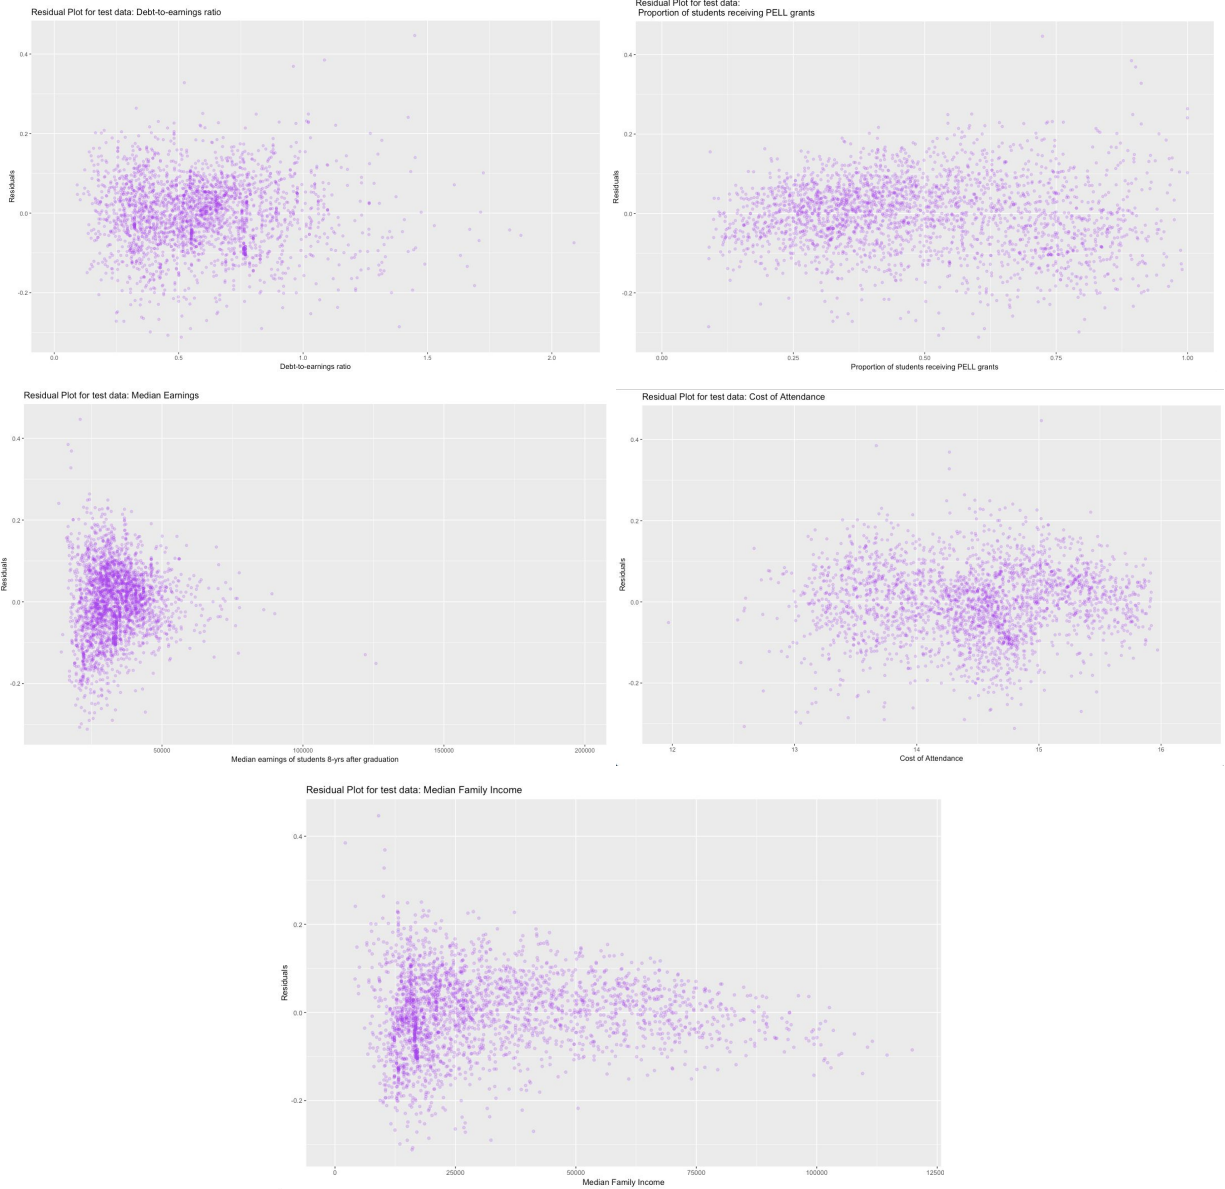 Residual Plot for test data: Debt-to-earnings ratio
0.4
0.2
0.0
-0.2
Residuals
0.0 0.5 1.0 1.5 2.0
Debt-to-earnings ratio
Residual Plot for test data:
Proportion of students receiving PELL grants
0.4
0.2
0.0
-0.2
Residuals
0.00 0.25 0.50 0.75 1.00
Proportion of students receiving PELL grants
Residual Plot for test data: Median Earnings
0.4
0.2
0.0
-0.2
Residuals
50000 100000 150000 200000
Median earnings of students 8-yrs after graduation
Residual Plot for test data: Cost of Attendance
0.4
0.2
0.0
-0.2
Residuals
12 13 14 15 16
Cost of Attendance
Residual Plot for test data: Median Family Income
0.4
0.2
0.0
-0.2
Residuals
0 25000 50000 75000 100000 12500
Median Family Income